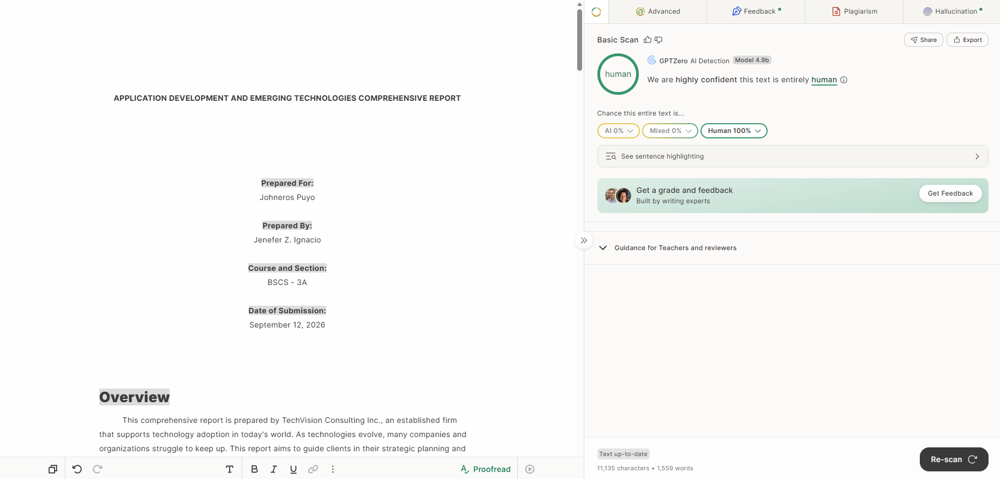 APPLICATION DEVELOPMENT AND EMERGING TECHNOLOGIES COMPREHENSIVE REPORT
Prepared For:
Johneros Puyo
Prepared By:
Jenefer Z. Ignacio
Course and Section:
BSCS - 3A
Date of Submission:
September 12, 2026
Overview
This comprehensive report is prepared by TechVision Consulting Inc., an established firm
that supports technology adoption in today's world. As technologies evolve, many companies and
organizations struggle to keep up. This report aims to guide clients in their strategic planning and
T B I U Proofread
Advanced Feedback Plagiarism Hallucination
Basic Scan Share Export
human
GPTZero AI Detection Model 4.9b
We are highly confident this text is entirely human
Chance this entire text is...
AI 0% Mixed 0% Human 100%
See sentence highlighting
Get a grade and feedback
Built by writing experts
Get Feedback
Guidance for Teachers and reviewers
Text up-to-date
11,135 characters • 1,559 words
Re-scan